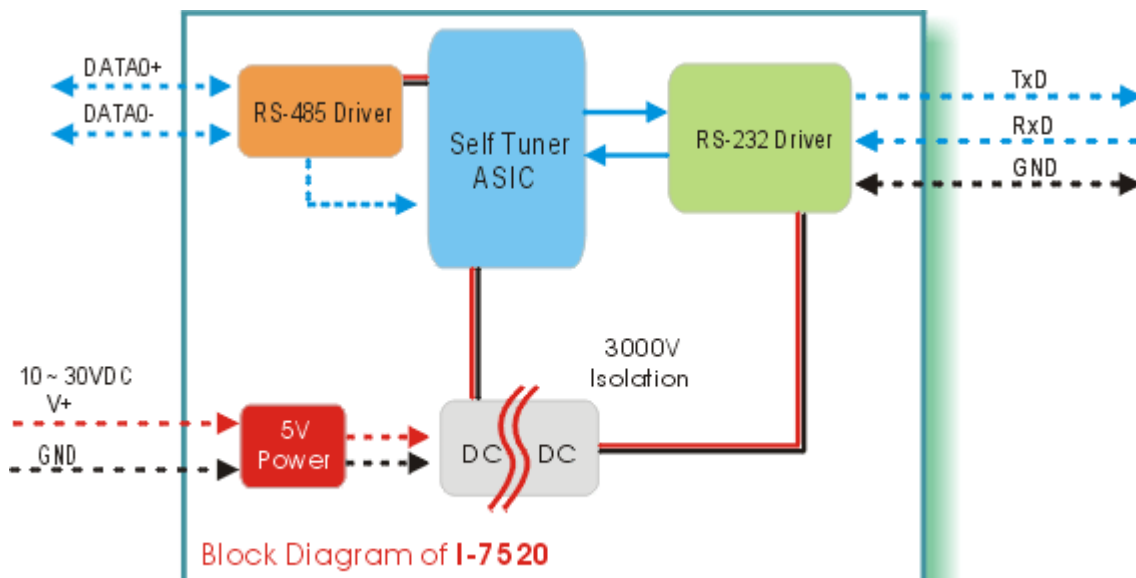 DATA0+
DATA0-
RS-485 Driver
Self Tuner
ASIC
RS-232 Driver
TxD
RxD
GND
3000V
Isolation
10 ~ 30VDC
V+
GND
5V
Power
DC
DC
Block Diagram of I-7520